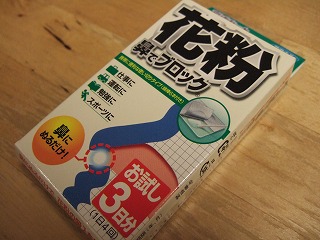 花粉
鼻でブロック
仕事に
運転に
勉強に
スポーツに
鼻に
ぬるだけ!
お試し
3日分
(1日4回)